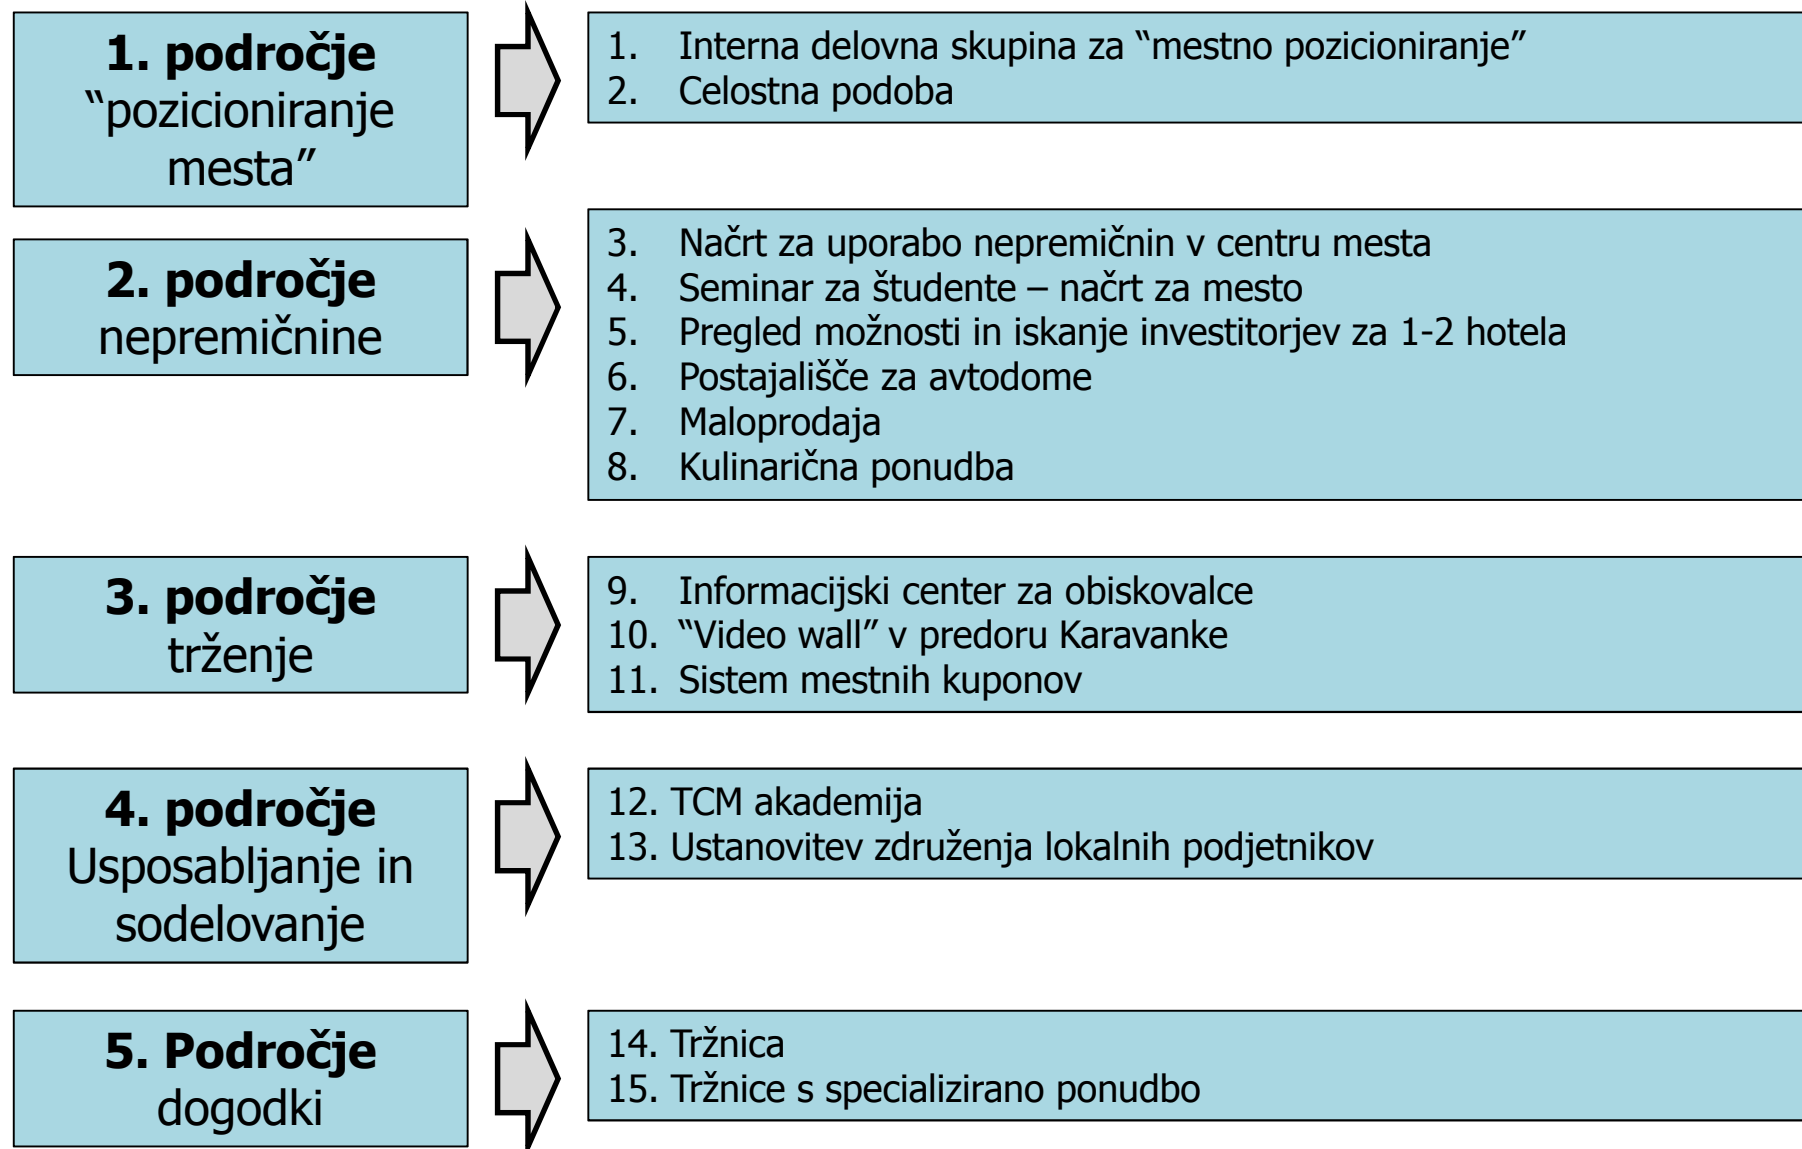 1. področje
“pozicioniranje
mesta”
1. Interna delovna skupina za “mestno pozicioniranje”
2. Celostna podoba
2. področje
nepremičnine
3. Načrt za uporabo nepremičnin v centru mesta
4. Seminar za študente – načrt za mesto
5. Pregled možnosti in iskanje investitorjev za 1-2 hotela
6. Postajališče za avtodome
7. Maloprodaja
8. Kulinarična ponudba
3. področje
trženje
9. Informacijski center za obiskovalce
10. “Video wall” v predoru Karavanke
11. Sistem mestnih kuponov
4. področje
Usposabljanje in
sodelovanje
12. TCM akademija
13. Ustanovitev združenja lokalnih podjetnikov
5. Področje
dogodki
14. Tržnica
15. Tržnice s specializirano ponudbo